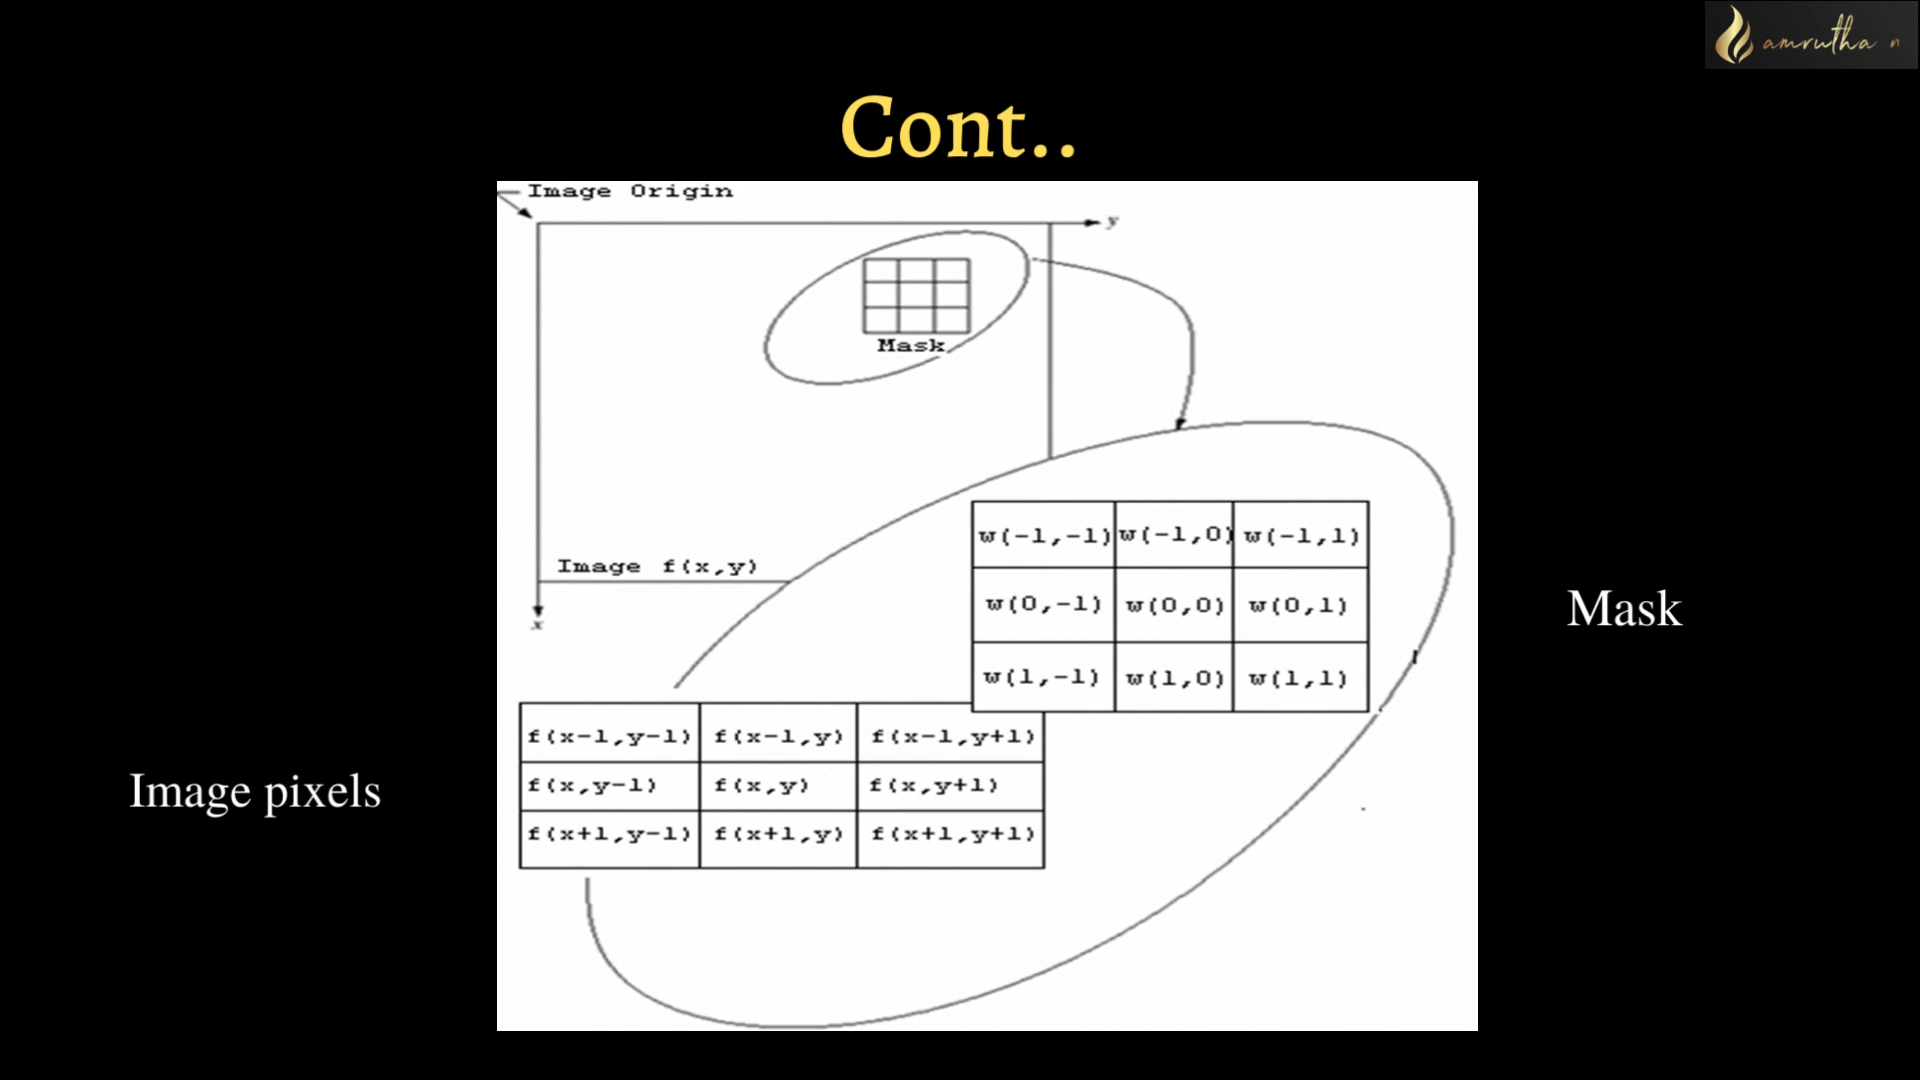 amrutha n
Cont..
Image Origin
y
Mask
Image f(x,y)
x
w(-1,-1) w(-1,0) w(-1,1)
w(0,-1) w(0,0) w(0,1)
w(1,-1) w(1,0) w(1,1)
Mask
f(x-1,y-1) f(x-1,y) f(x-1,y+1)
f(x,y-1) f(x,y) f(x,y+1)
f(x+1,y-1) f(x+1,y) f(x+1,y+1)
Image pixels